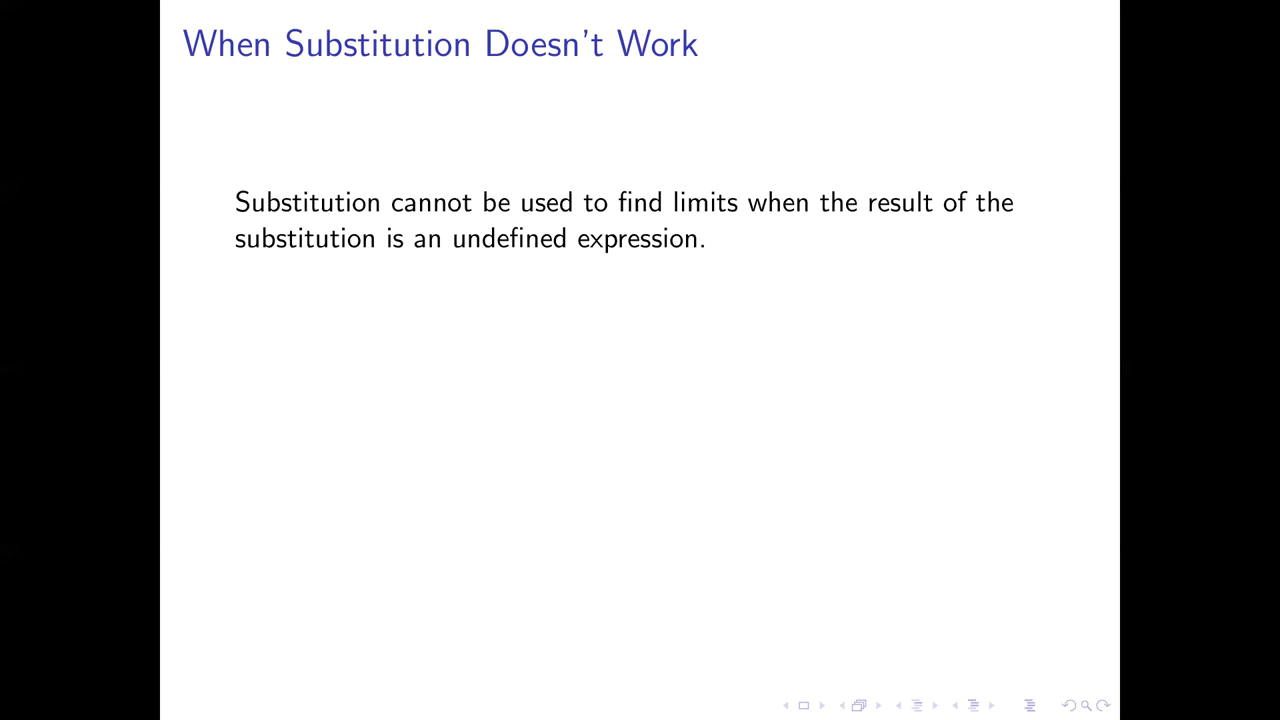 When Substitution Doesn't Work
Substitution cannot be used to find limits when the result of the
substitution is an undefined expression.